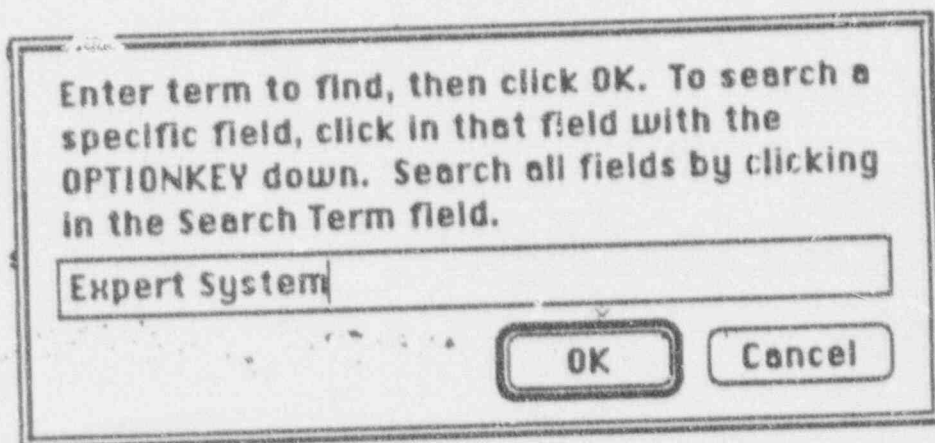 Enter term to find, then click OK. To search a
specific field, click in that field with the
OPTIONKEY down. Search all fields by clicking
in the Search Term field.
Expert System
OK
Cancel